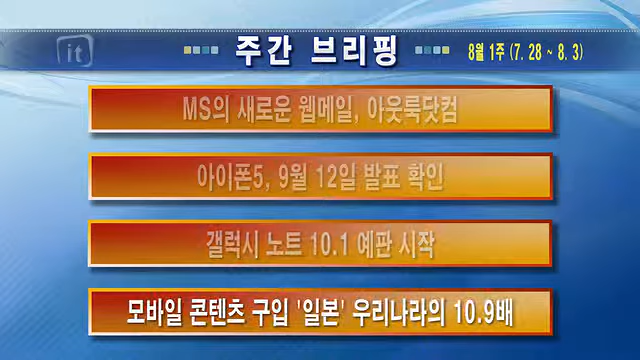 it
주간 브리핑
8월 1주 (7. 28 ~ 8. 3)
MS의 새로운 웹메일, 아웃룩닷컴
아이폰5, 9월 12일 발표 확인
갤럭시 노트 10.1 예판 시작
모바일 콘텐츠 구입 '일본' 우리나라의 10.9배